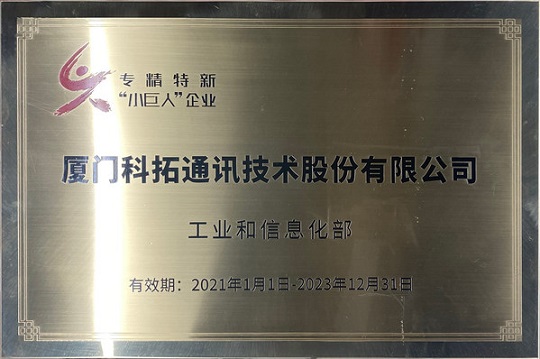 专精特新
“小巨人”企业
厦门科拓通讯技术股份有限公司
工业和信息化部
有效期：2021年1月1日-2023年12月31日